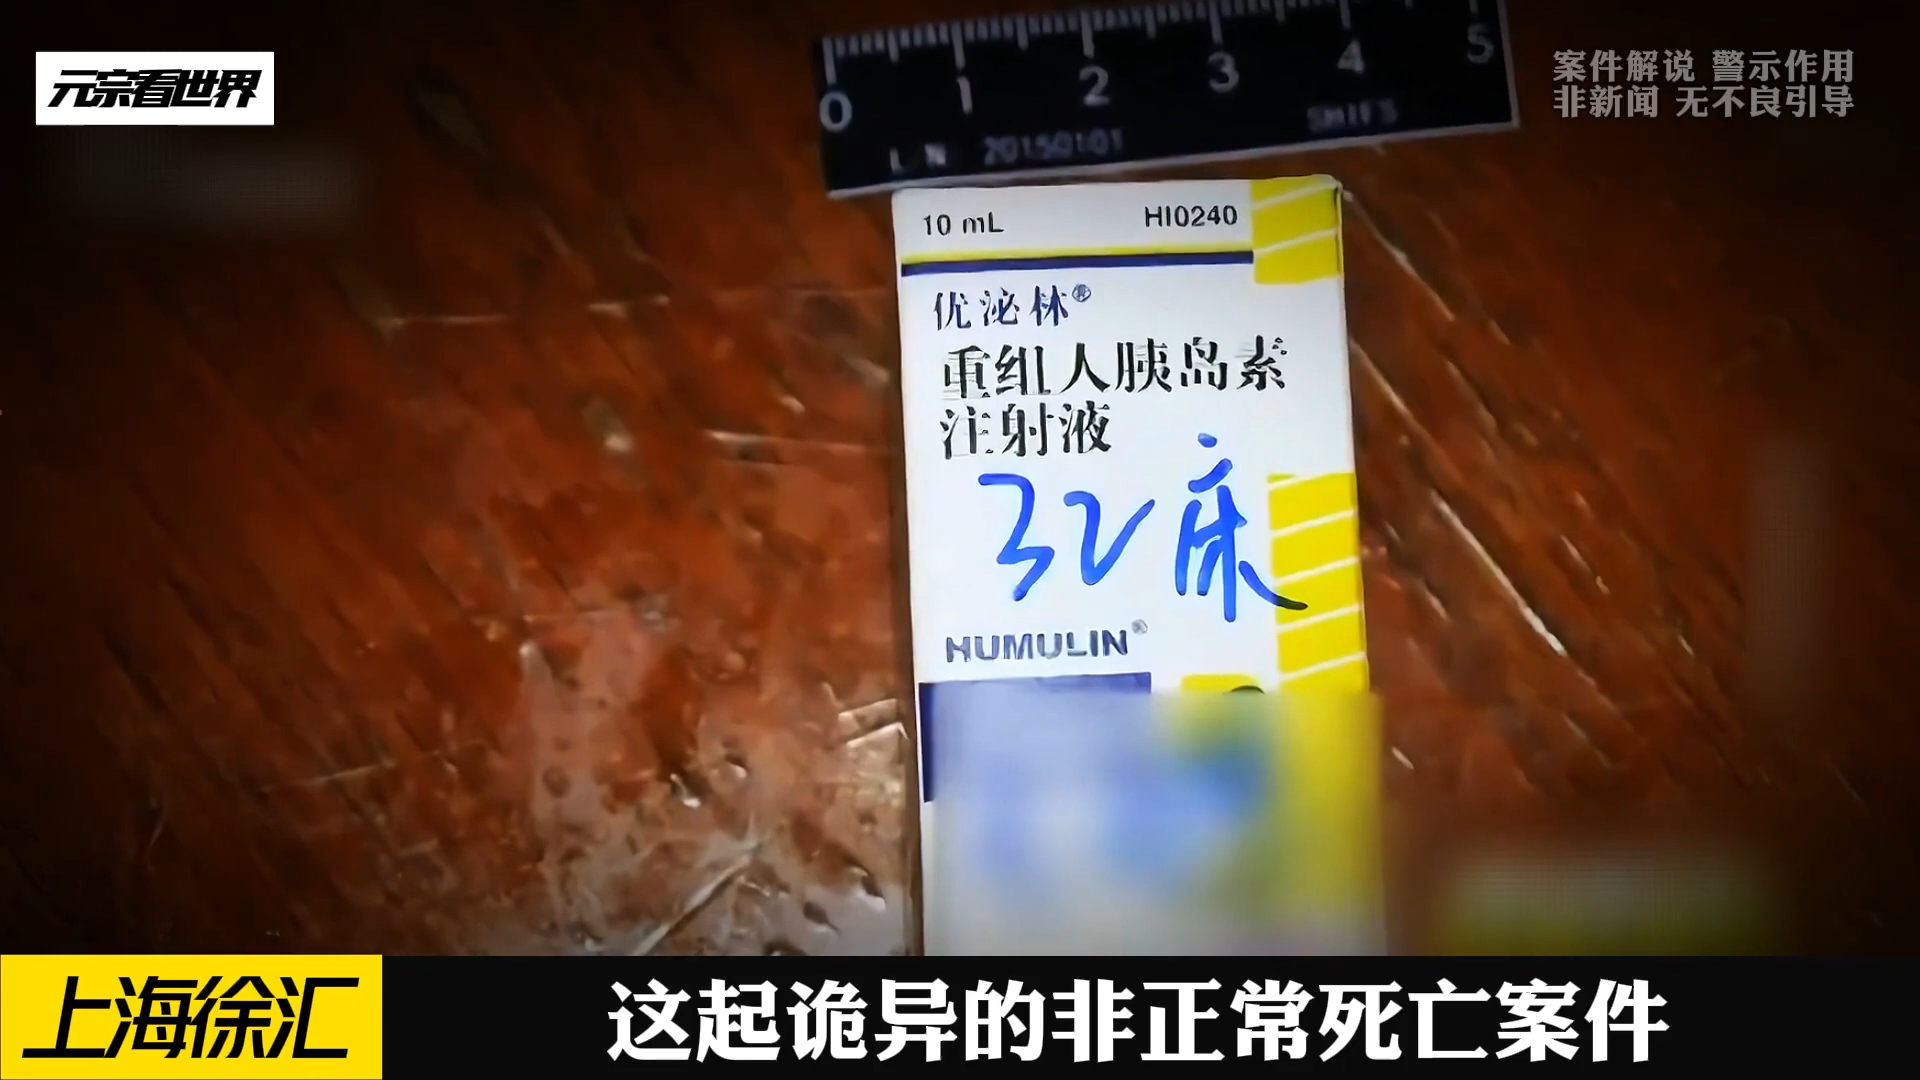 元宗看世界
案件解说 警示作用
非新闻 无不良引导
0 1 2 3 4 5
LN 20150101 SMIFS
10 mL HI0240
优泌林®
重组人胰岛素
注射液
32床
HUMULIN®
上海徐汇
这起诡异的非正常死亡案件